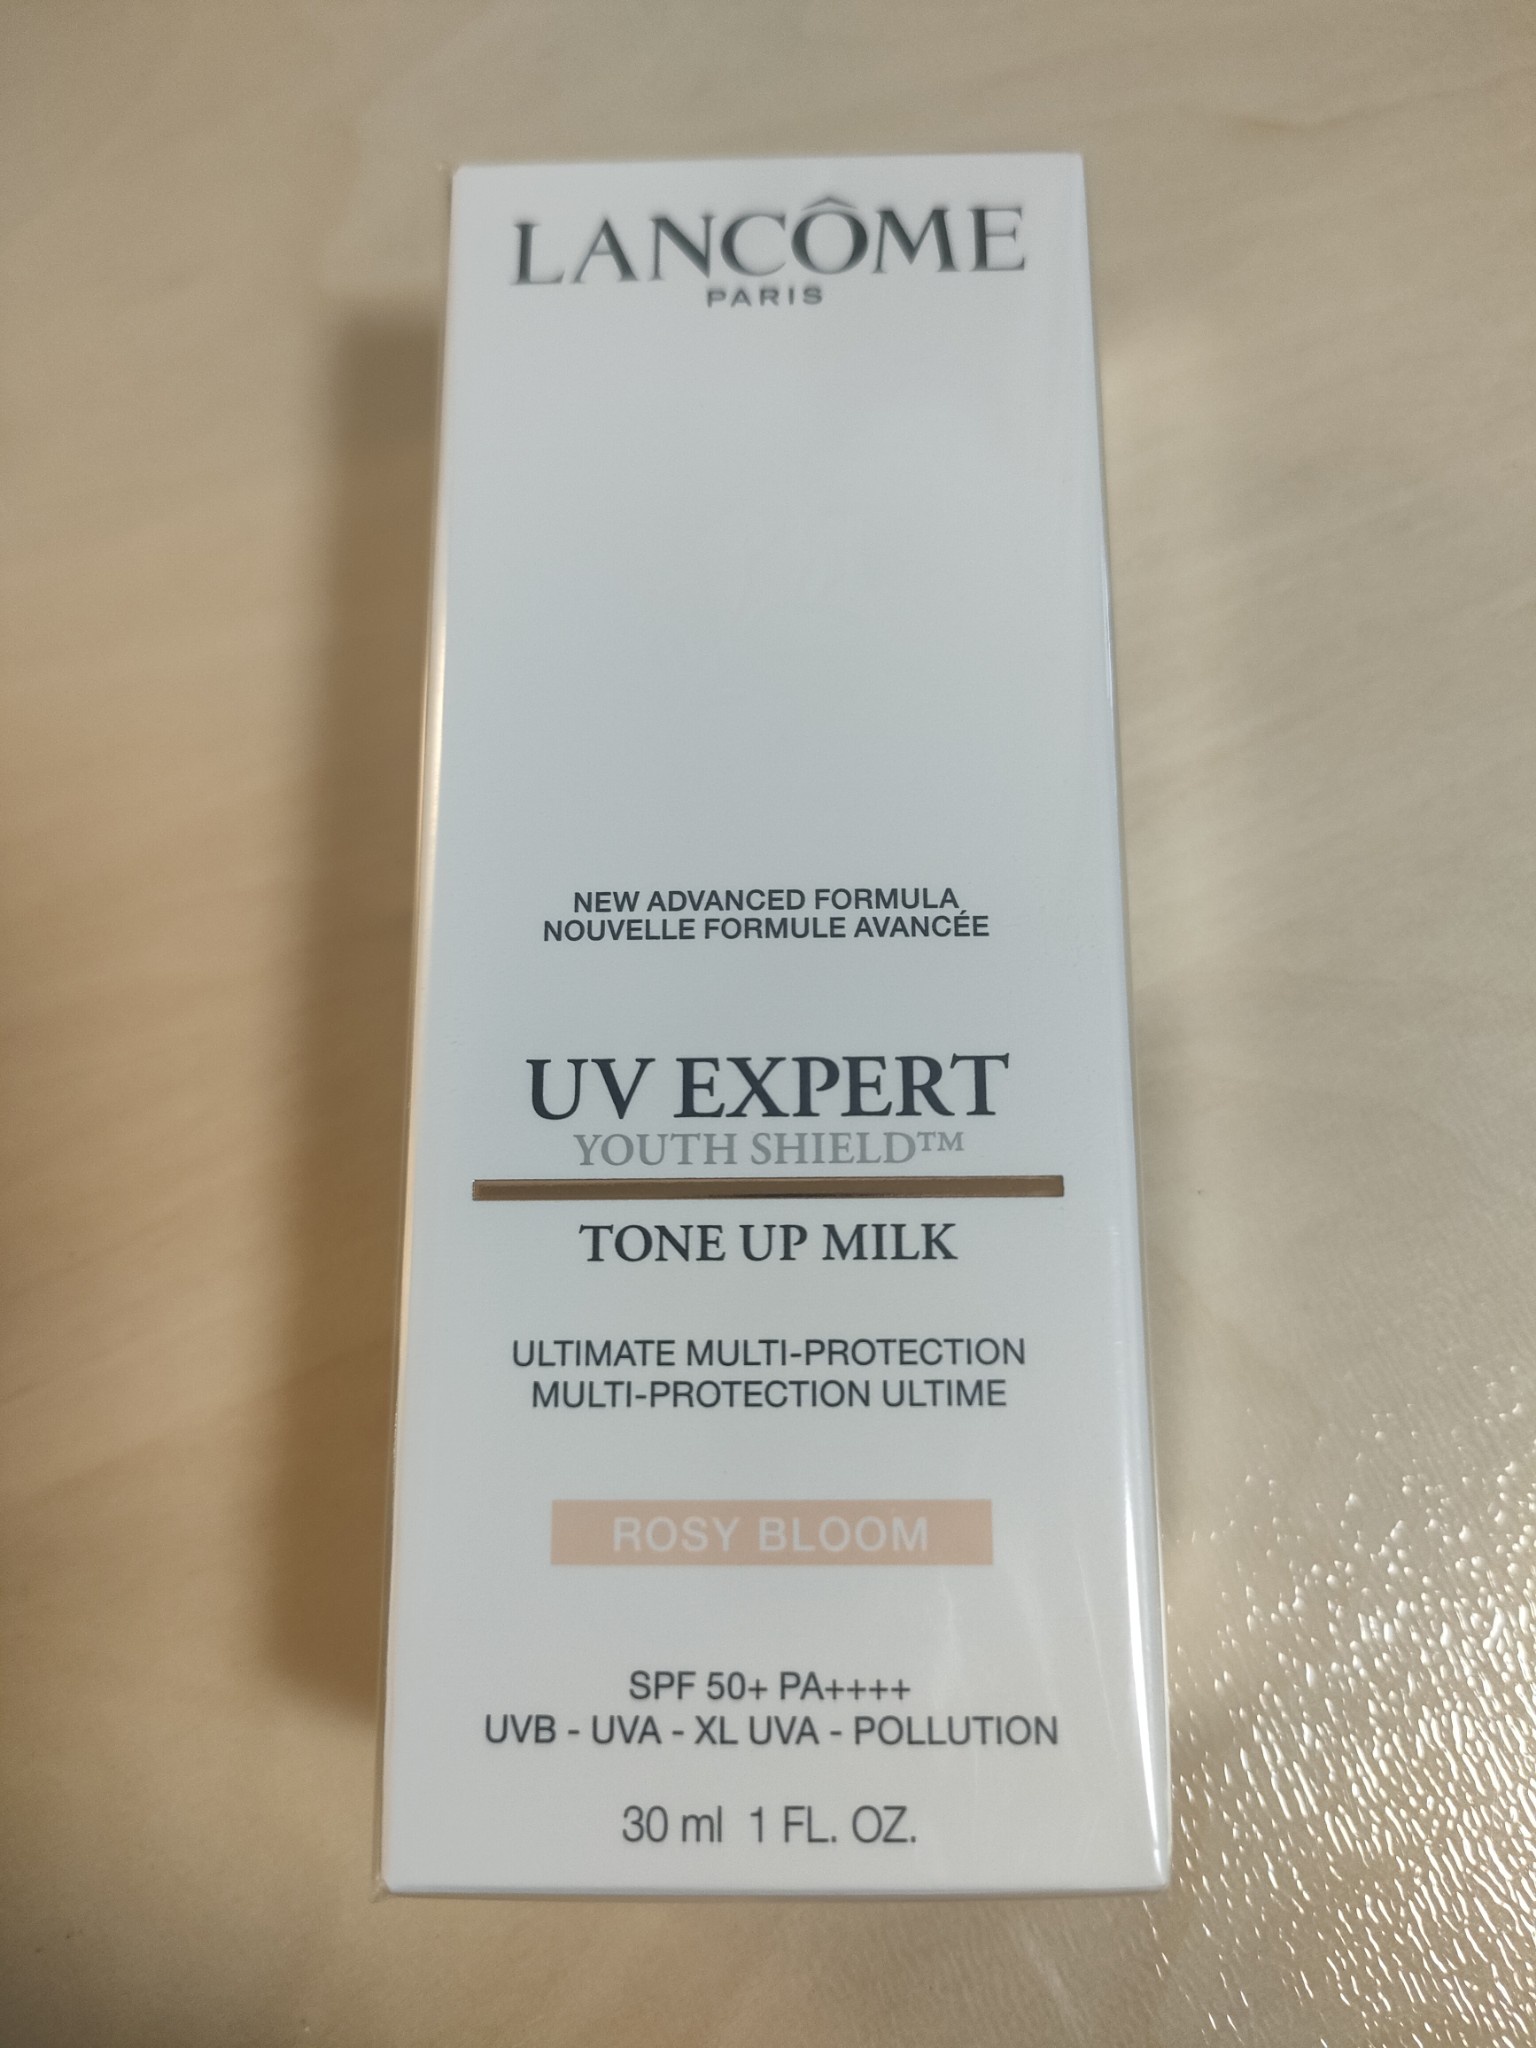 LANCÔME
PARIS
NEW ADVANCED FORMULA
NOUVELLE FORMULE AVANCÉE
UV EXPERT
YOUTH SHIELD™
TONE UP MILK
ULTIMATE MULTI-PROTECTION
MULTI-PROTECTION ULTIME
ROSY BLOOM
SPF 50+ PA++++
UVB - UVA - XL UVA - POLLUTION
30 ml 1 FL. OZ.